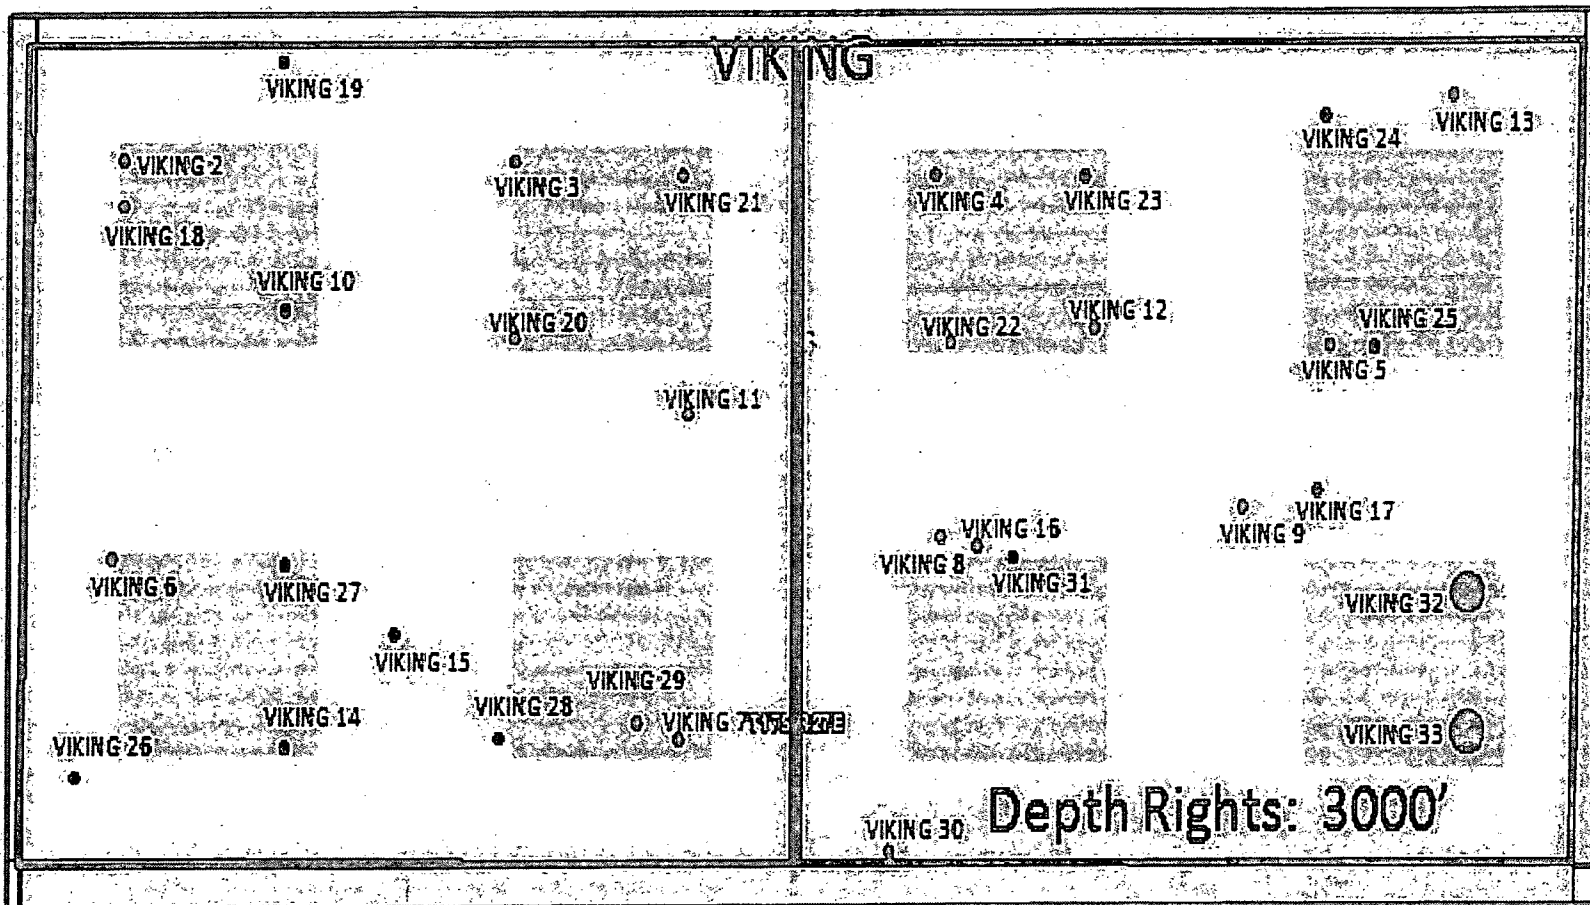 VIKING
VIKING 19
VIKING 13
VIKING 24
VIKING 2
VIKING 3
VIKING 21
VIKING 4
VIKING 23
VIKING 18
VIKING 10
VIKING 20
VIKING 22
VIKING 12
VIKING 25
VIKING 5
VIKING 11
VIKING 16
VIKING 9
VIKING 17
VIKING 6
VIKING 27
VIKING 8
VIKING 31
VIKING 32
VIKING 15
VIKING 29
VIKING 28
VIKING 14
VIKING 7
VIKING 33
VIKING 26
Depth Rights: 3000'
VIKING 30